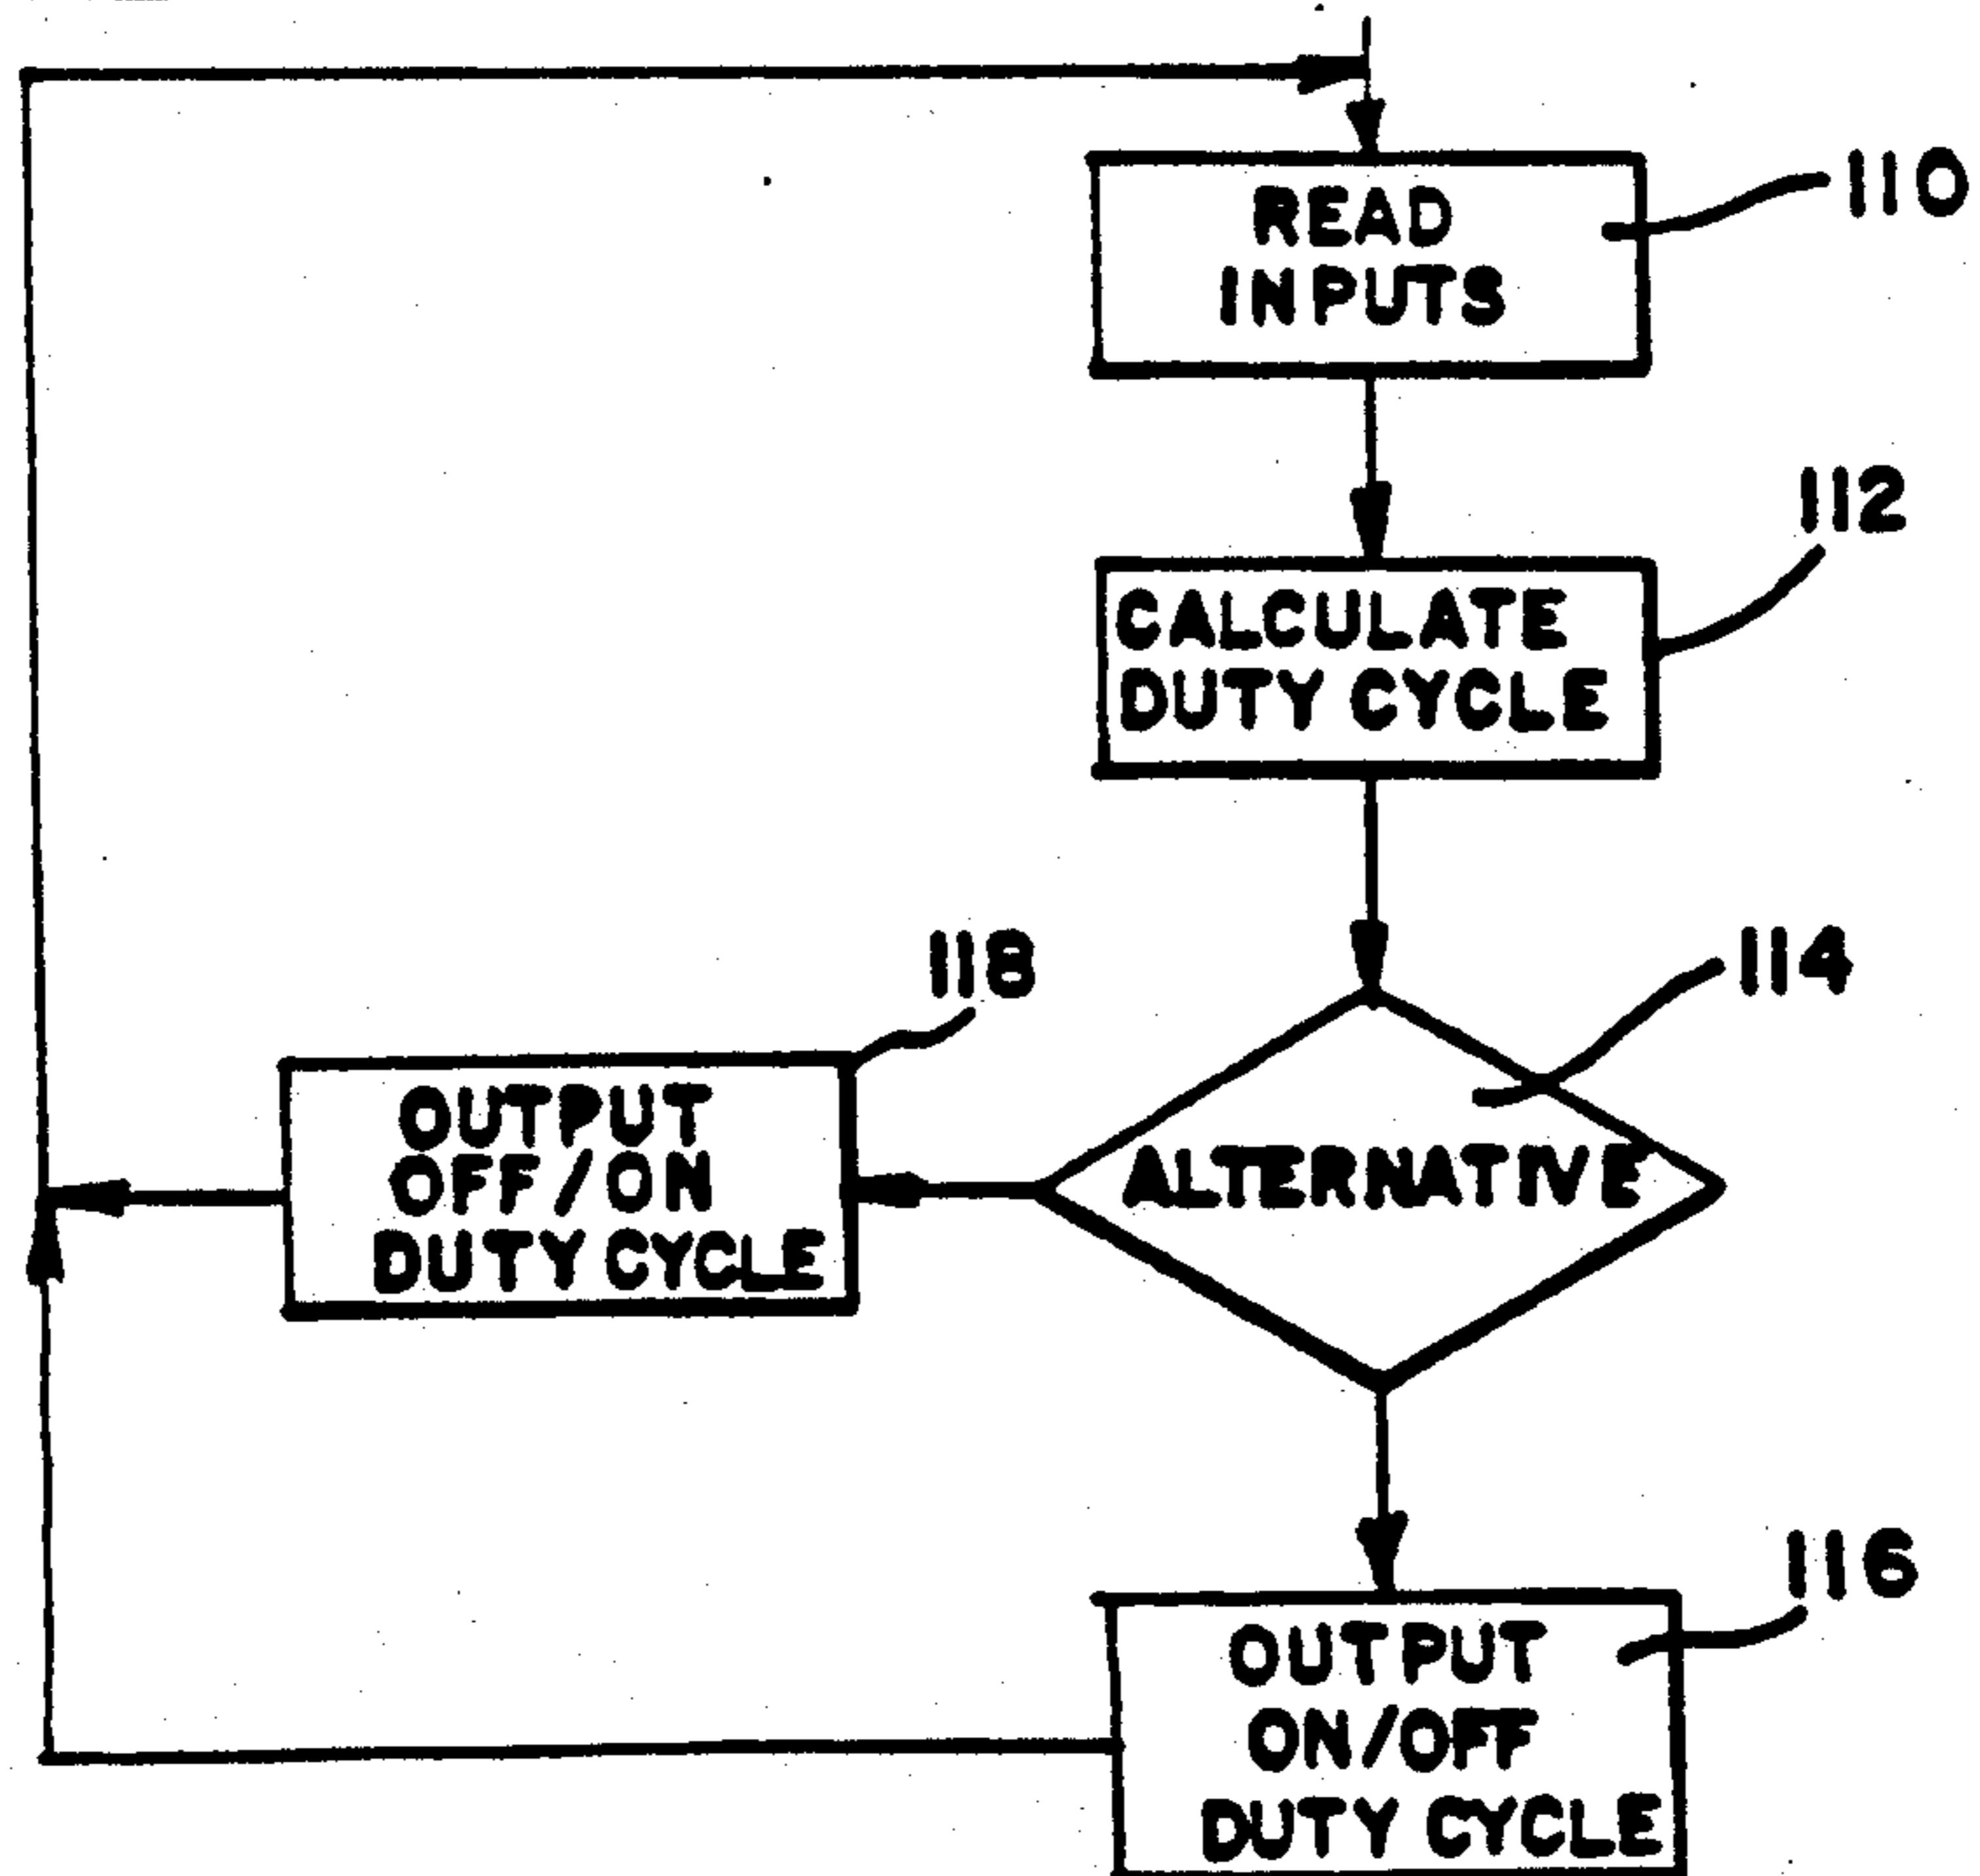 READ
INPUTS
110
112
CALCULATE
DUTY CYCLE
118
114
OUTPUT
OFF/ON
DUTY CYCLE
ALTERNATIVE
116
OUTPUT
ON/OFF
DUTY CYCLE